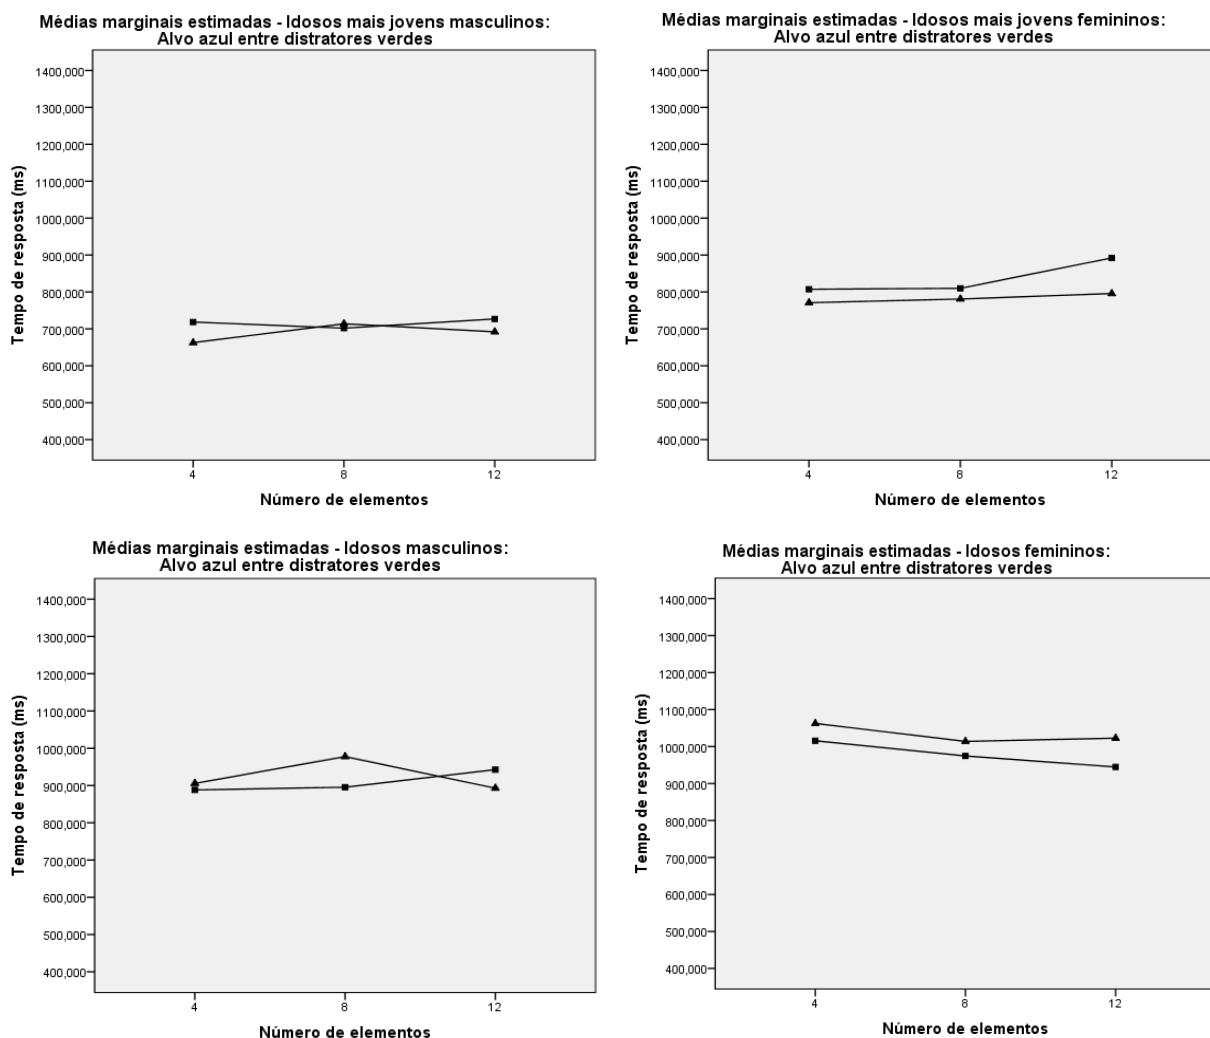 Médias marginais estimadas - Idosos mais jovens masculinos:
Alvo azul entre distratores verdes
1400,000
1300,000
1200,000
1100,000
1000,000
900,000
800,000
700,000
600,000
500,000
400,000
Tempo de resposta (ms)
4 8 12
Número de elementos
Médias marginais estimadas - Idosos mais jovens femininos:
Alvo azul entre distratores verdes
1400,000
1300,000
1200,000
1100,000
1000,000
900,000
800,000
700,000
600,000
500,000
400,000
Tempo de resposta (ms)
4 8 12
Número de elementos
Médias marginais estimadas - Idosos masculinos:
Alvo azul entre distratores verdes
1400,000
1300,000
1200,000
1100,000
1000,000
900,000
800,000
700,000
600,000
500,000
400,000
Tempo de resposta (ms)
4 8 12
Número de elementos
Médias marginais estimadas - Idosos femininos:
Alvo azul entre distratores verdes
1400,000
1300,000
1200,000
1100,000
1000,000
900,000
800,000
700,000
600,000
500,000
400,000
Tempo de resposta (ms)
4 8 12
Número de elementos